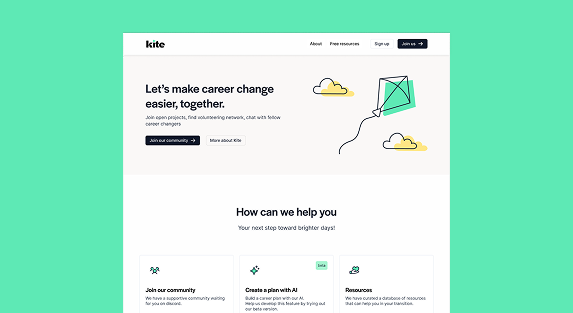 kite
About
Free resources
Sign up
Join us
Let's make career change
easier, together.
Join open projects, find volunteering network, chat with fellow
career changers
Join our community
More about Kite
How can we help you
Your next step toward brighter days!
Join our community
We have a supportive community waiting
for you on discord.
beta
Create a plan with AI
Build a career plan with our AI.
Help us develop this feature by trying out
our beta version.
Resources
We have curated a database of resources
that can help you in your transition.